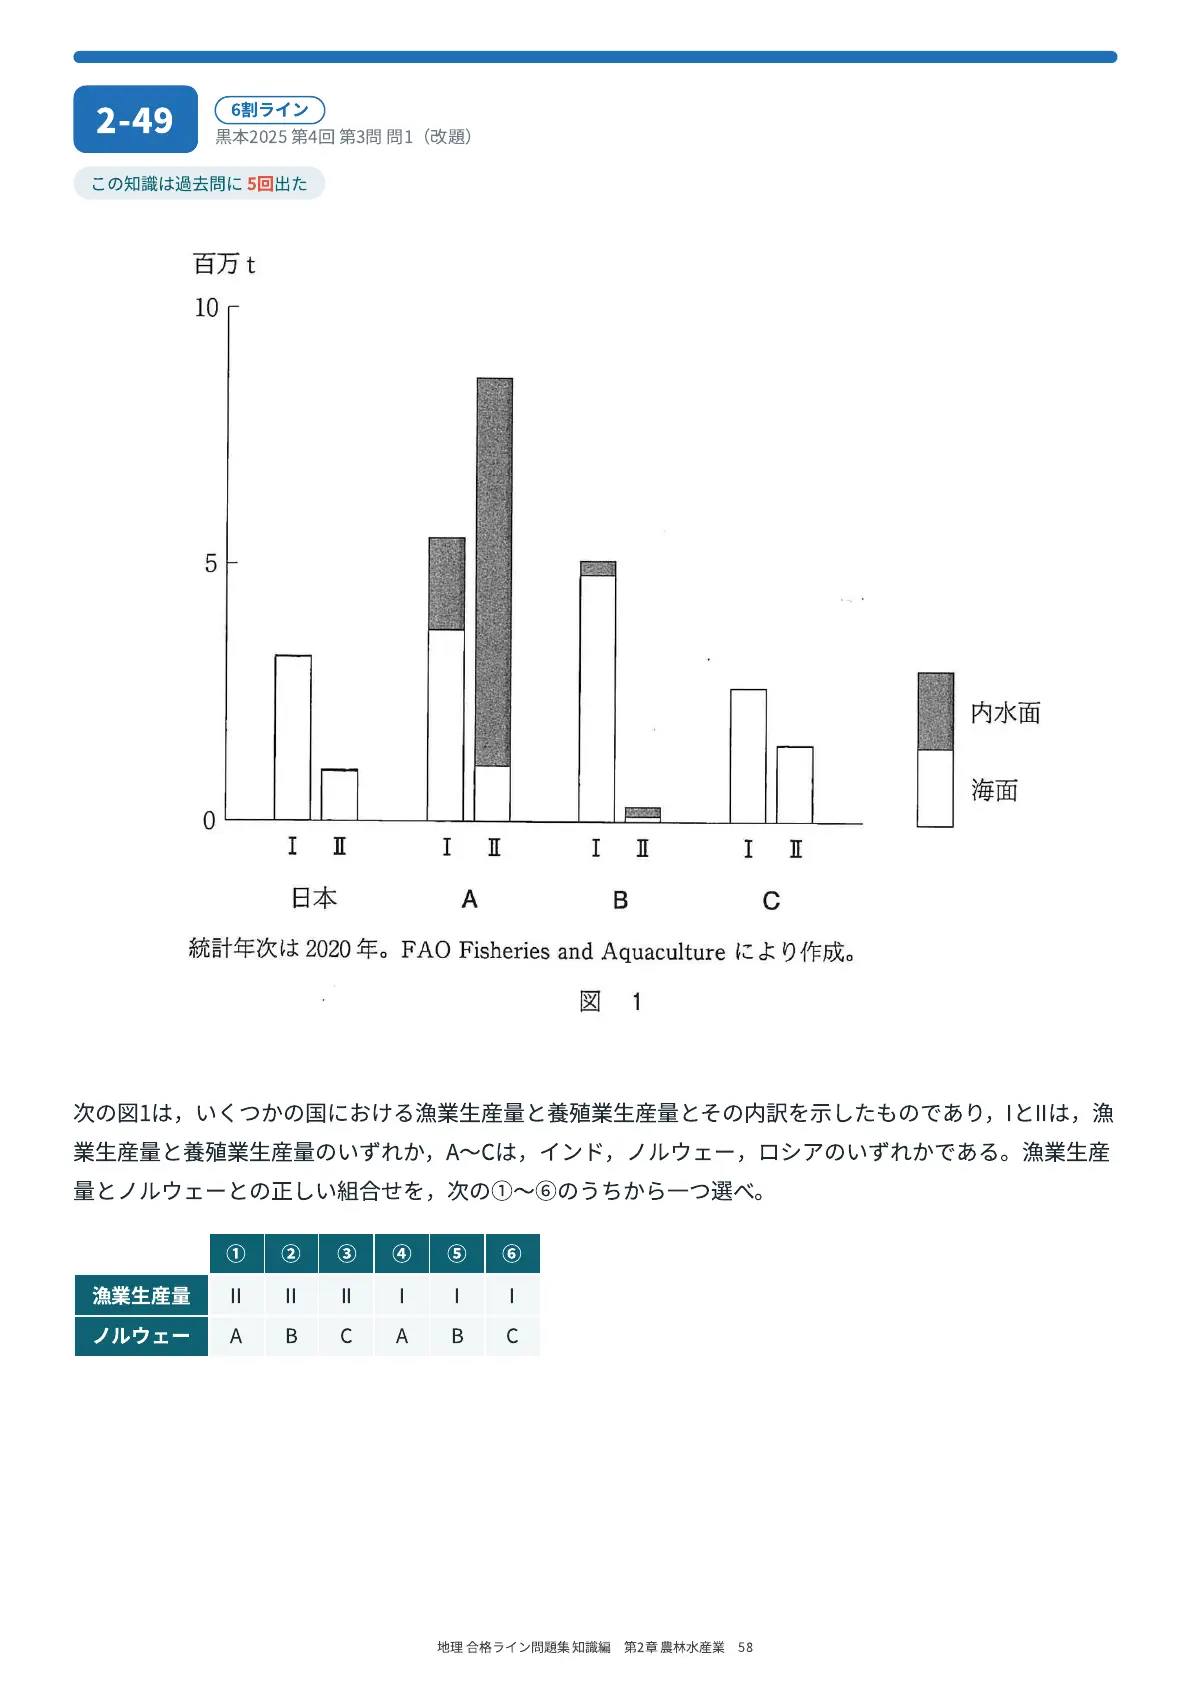 2-49
6割ライン
黒本2025 第4回 第3問 問1（改題）
この知識は過去問に 5回出た
百万 t
10
5
0
I II I II I II I II
日本 A B C
内水面
海面
統計年次は 2020 年。FAO Fisheries and Aquaculture により作成。
図 1
次の図1は，いくつかの国における漁業生産量と養殖業生産量とその内訳を示したものであり，IとIIは，漁
業生産量と養殖業生産量のいずれか，A～Cは，インド，ノルウェー，ロシアのいずれかである。漁業生産
量とノルウェーとの正しい組合せを，次の①～⑥のうちから一つ選べ。
① ② ③ ④ ⑤ ⑥
漁業生産量 II II II I I I
ノルウェー A B C A B C
地理 合格ライン問題集 知識編 第2章 農林水産業 58